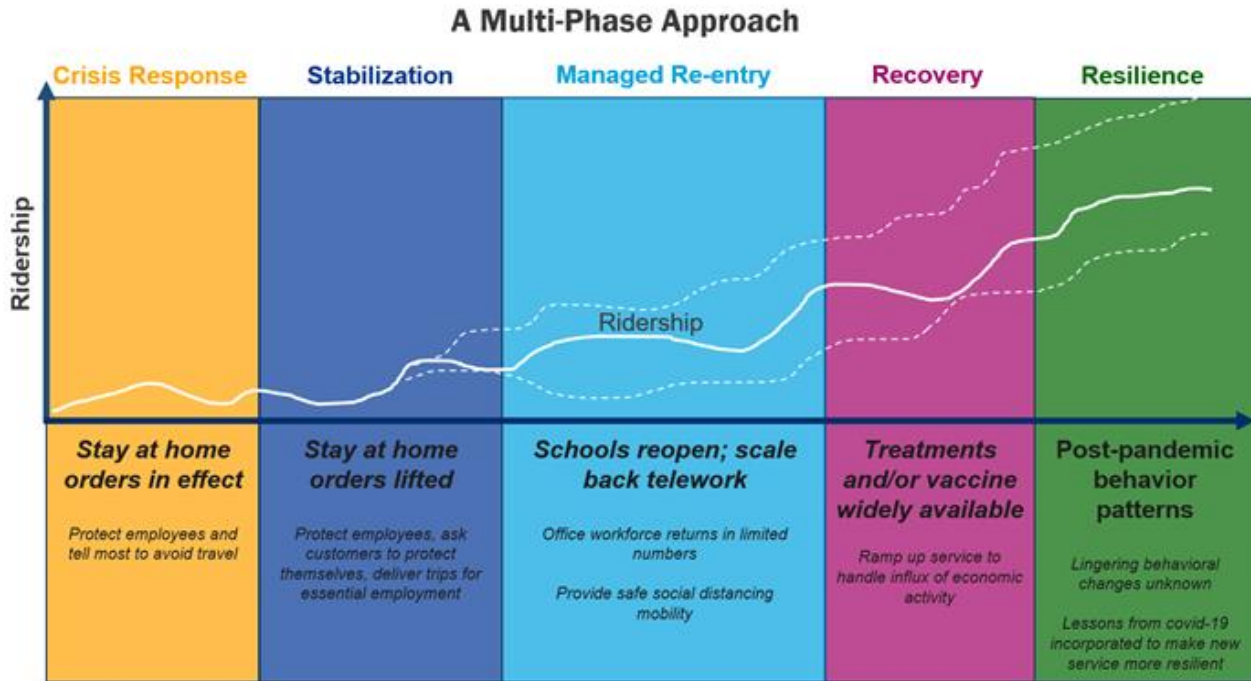 A Multi-Phase Approach
Crisis Response
Stabilization
Managed Re-entry
Recovery
Resilience
Ridership
Ridership
Stay at home
orders in effect
Protect employees and
tell most to avoid travel
Stay at home
orders lifted
Protect employees, ask
customers to protect
themselves, deliver trips for
essential employment
Schools reopen; scale
back telework
Office workforce returns in limited
numbers
Provide safe social distancing
mobility
Treatments
and/or vaccine
widely available
Ramp up service to
handle influx of economic
activity
Post-pandemic
behavior
patterns
Lingering behavioral
changes unknown
Lessons from covid-19
incorporated to make new
service more resilient